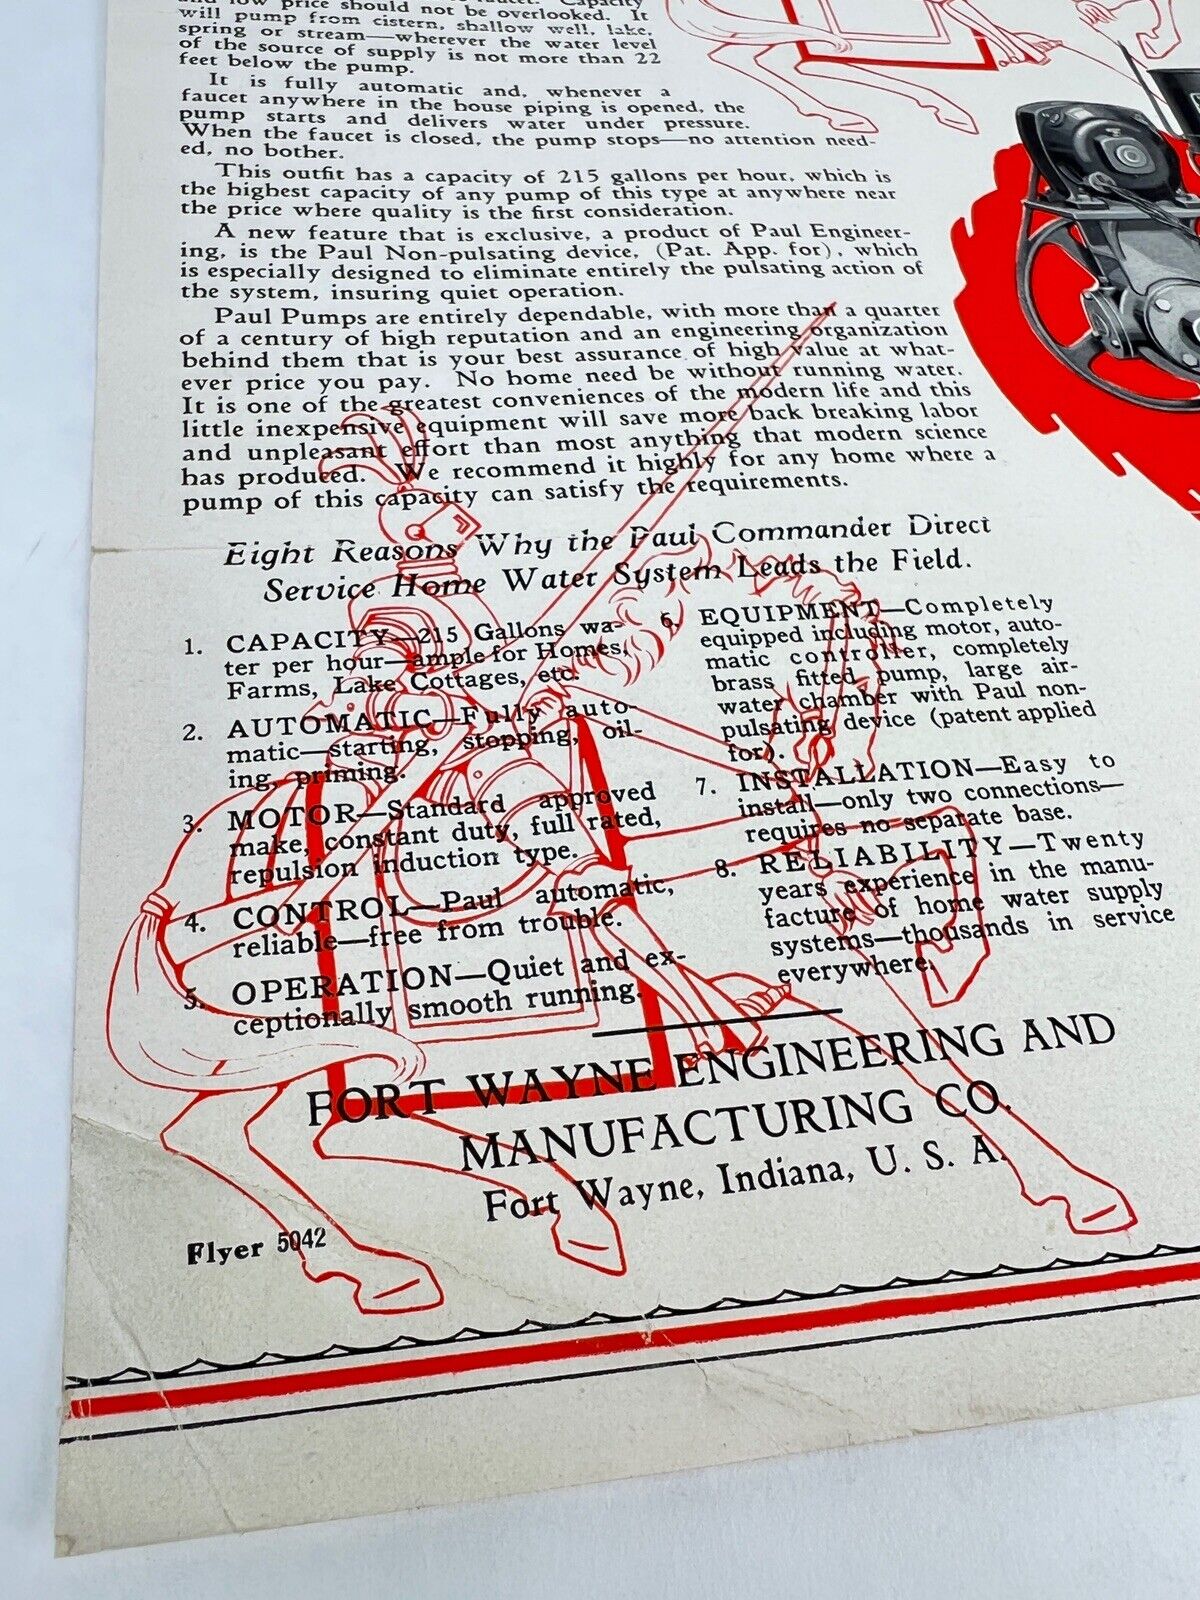 and low price should not be overlooked. It
will pump from cistern, shallow well, lake,
spring or stream—wherever the water level
of the source of supply is not more than 22
feet below the pump.
It is fully automatic and, whenever a
faucet anywhere in the house piping is opened, the
pump starts and delivers water under pressure.
When the faucet is closed, the pump stops—no attention need-
ed, no bother.
This outfit has a capacity of 215 gallons per hour, which is
the highest capacity of any pump of this type at anywhere near
the price where quality is the first consideration.
A new feature that is exclusive, a product of Paul Engineer-
ing, is the Paul Non-pulsating device, (Pat. App. for), which
is especially designed to eliminate entirely the pulsating action of
the system, insuring quiet operation.
Paul Pumps are entirely dependable, with more than a quarter
of a century of high reputation and an engineering organization
behind them that is your best assurance of high value at what-
ever price you pay. No home need be without running water.
It is one of the greatest conveniences of the modern life and this
little inexpensive equipment will save more back breaking labor
and unpleasant effort than most anything that modern science
has produced. We recommend it highly for any home where a
pump of this capacity can satisfy the requirements.
Eight Reasons Why the Paul Commander Direct
Service Home Water System Leads the Field.
1. CAPACITY—215 Gallons wa-
ter per hour—ample for Homes,
Farms, Lake Cottages, etc.
2. AUTOMATIC—Fully auto-
matic—starting, stopping, oil-
ing, priming.
3. MOTOR—Standard approved
make, constant duty, full rated,
repulsion induction type.
4. CONTROL—Paul automatic,
reliable—free from trouble.
5. OPERATION—Quiet and ex-
ceptionally smooth running.
6. EQUIPMENT—Completely
equipped including motor, auto-
matic controller, completely
brass fitted pump, large air-
water chamber with Paul non-
pulsating device (patent applied
for).
7. INSTALLATION—Easy to
install—only two connections—
requires no separate base.
8. RELIABILITY—Twenty
years experience in the manu-
facture of home water supply
systems—thousands in service
everywhere.
FORT WAYNE ENGINEERING AND
MANUFACTURING CO.
Fort Wayne, Indiana, U. S. A.
Flyer 5042